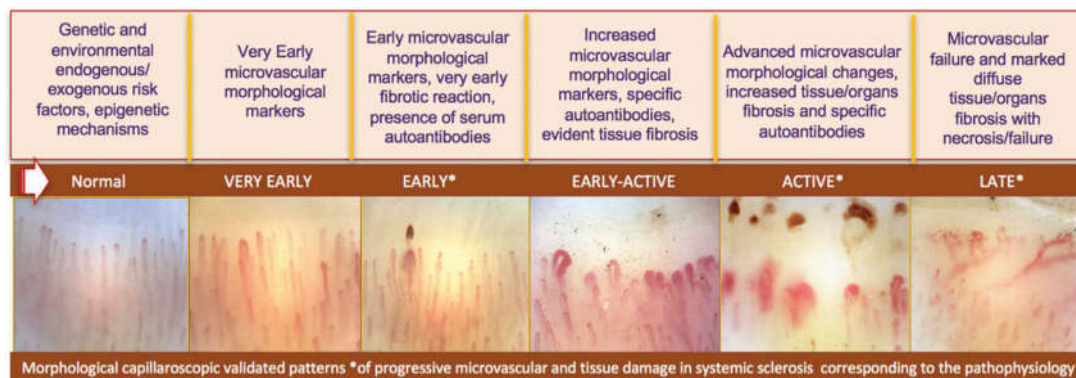 Genetic and
environmental
endogenous/
exogenous risk
factors, epigenetic
mechanisms
Very Early
microvascular
morphological
markers
Early microvascular
morphological
markers, very early
fibrotic reaction,
presence of serum
autoantibodies
Increased
microvascular
morphological
markers, specific
autoantibodies,
evident tissue fibrosis
Advanced microvascular
morphological changes,
increased tissue/organs
fibrosis and specific
autoantibodies
Microvascular
failure and marked
diffuse
tissue/organs
fibrosis with
necrosis/failure
Normal
VERY EARLY
EARLY*
EARLY-ACTIVE
ACTIVE*
LATE*
Morphological capillaroscopic validated patterns *of progressive microvascular and tissue damage in systemic sclerosis corresponding to the pathophysiology